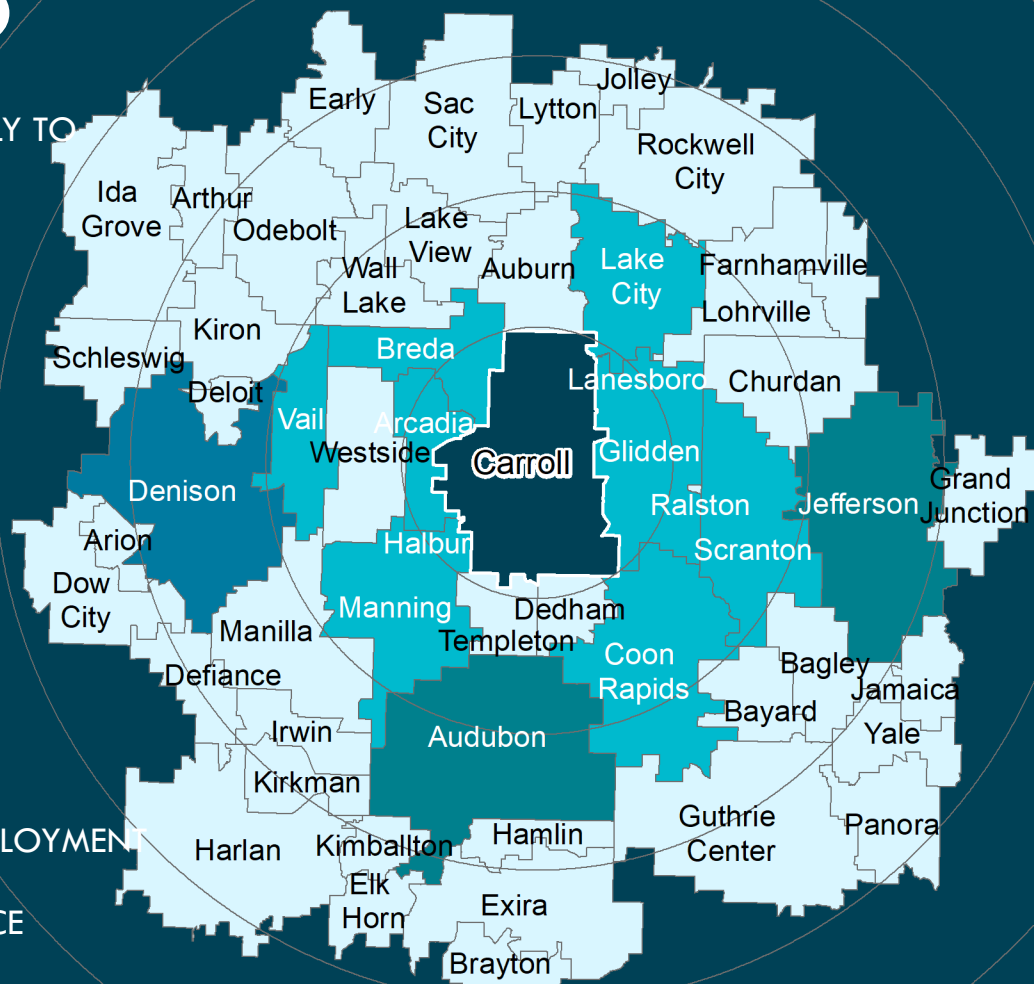 LY TO
Early
Sac
City
Lytton
Jolley
Rockwell
City
Ida
Grove
Arthur
Odebolt
Lake
View
Wall
Lake
Auburn
Lake
City
Farnhamville
Lohrville
Kiron
Schleswig
Deloit
Breda
Lanesboro
Churdan
Vail
Arcadia
Westside
Carroll
Glidden
Denison
Ralston
Jefferson
Grand
Junction
Arion
Halbur
Scranton
Dow
City
Manning
Dedham
Templeton
Manilla
Coon
Rapids
Bagley
Defiance
Jamaica
Bayard
Irwin
Audubon
Yale
Kirkman
LOYMENT
Harlan
Kimballton
Hamlin
Guthrie
Center
Panora
Elk
Horn
Exira
CE
Brayton